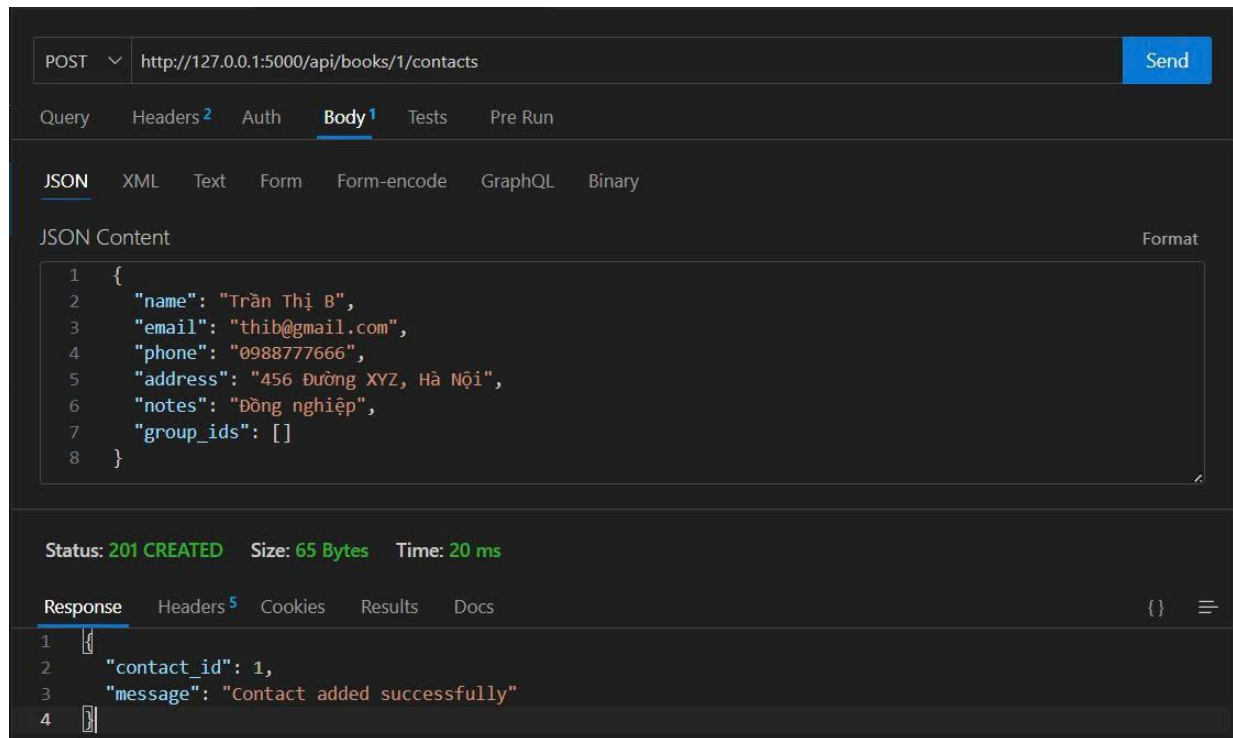 POST http://127.0.0.1:5000/api/books/1/contacts Send
Query Headers 2 Auth Body 1 Tests Pre Run
JSON XML Text Form Form-encode GraphQL Binary
JSON Content Format
1 {
2 "name": "Trần Thị B",
3 "email": "thib@gmail.com",
4 "phone": "0988777666",
5 "address": "456 Đường XYZ, Hà Nội",
6 "notes": "Đồng nghiệp",
7 "group_ids": []
8 }
Status: 201 CREATED Size: 65 Bytes Time: 20 ms
Response Headers 5 Cookies Results Docs {}
1 {
2 "contact_id": 1,
3 "message": "Contact added successfully"
4 }